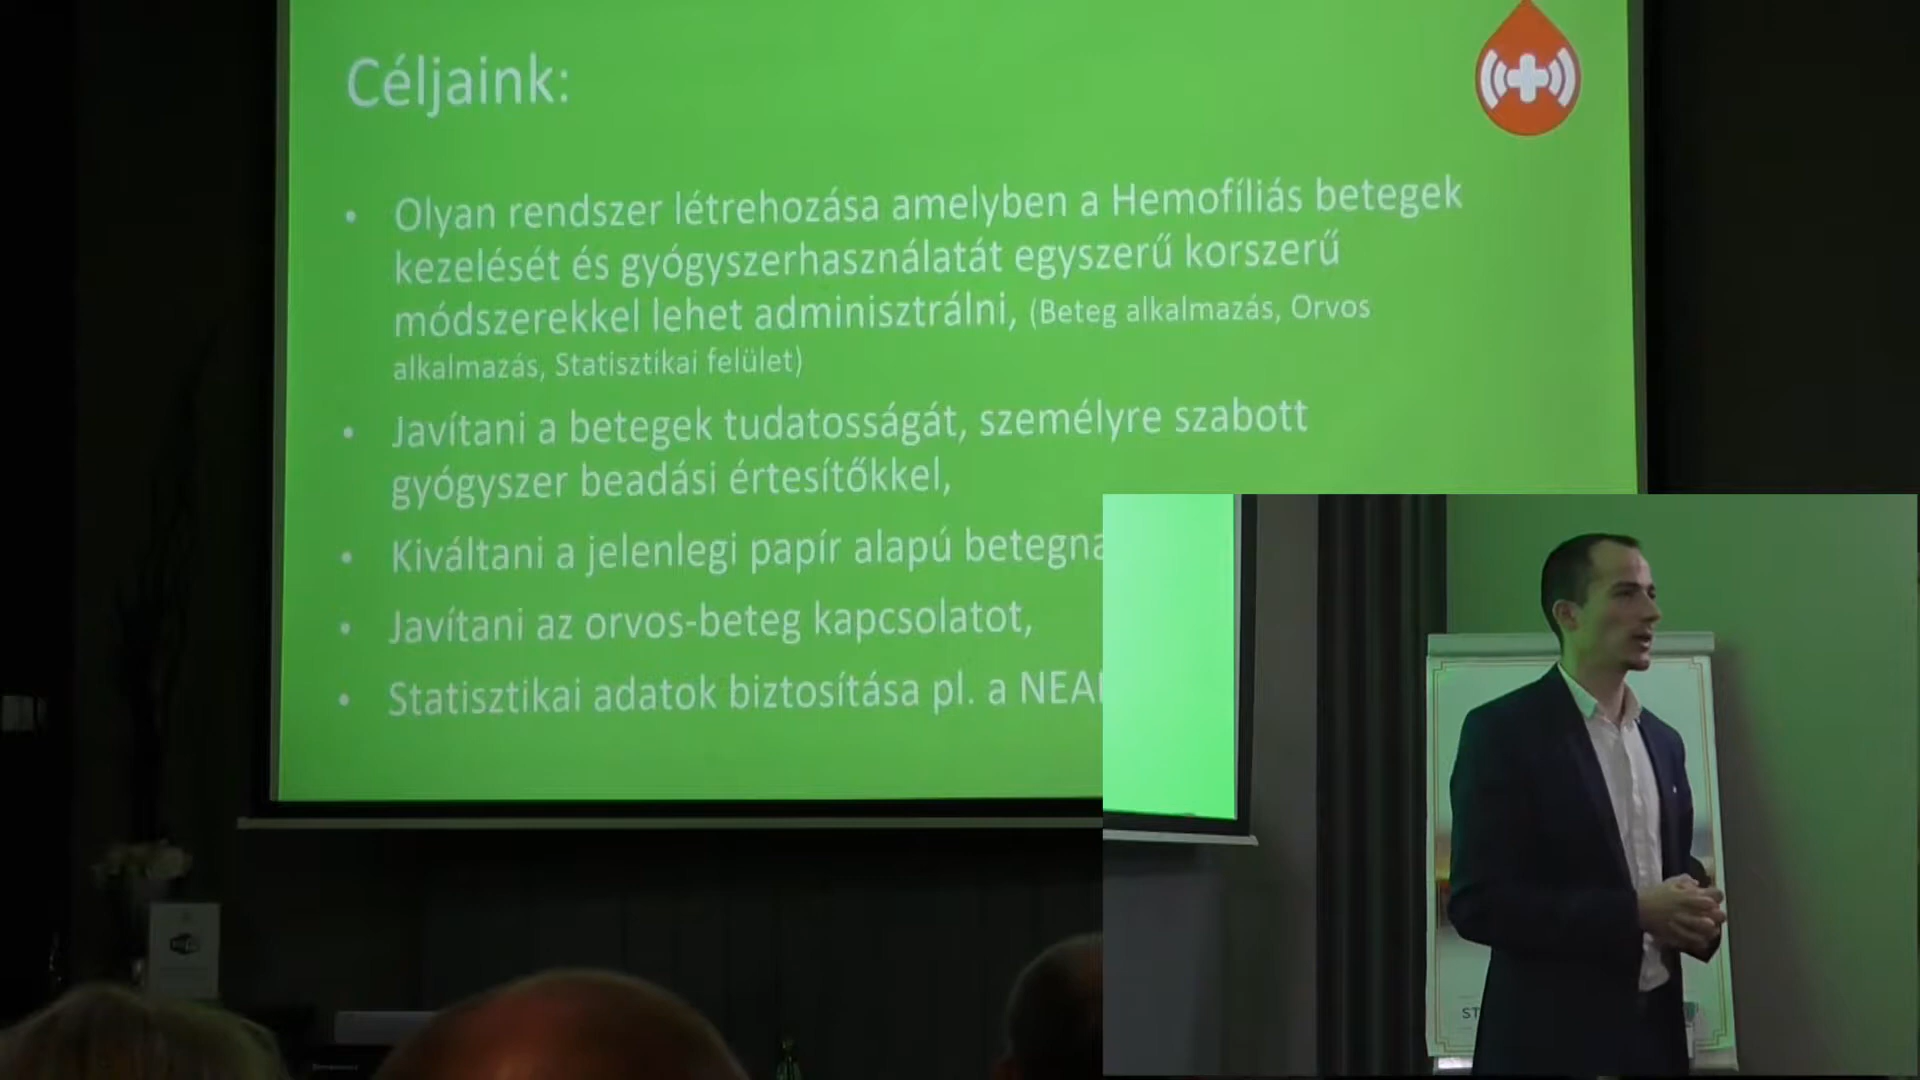 Céljaink:
• Olyan rendszer létrehozása amelyben a Hemofíliás betegek
kezelését és gyógyszerhasználatát egyszerű korszerű
módszerekkel lehet adminisztrálni, (Beteg alkalmazás, Orvos
alkalmazás, Statisztikai felület)
• Javítani a betegek tudatosságát, személyre szabott
gyógyszer beadási értesítőkkel,
• Kiváltani a jelenlegi papír alapú betegna
• Javítani az orvos-beteg kapcsolatot,
• Statisztikai adatok biztosítása pl. a NEA
ST